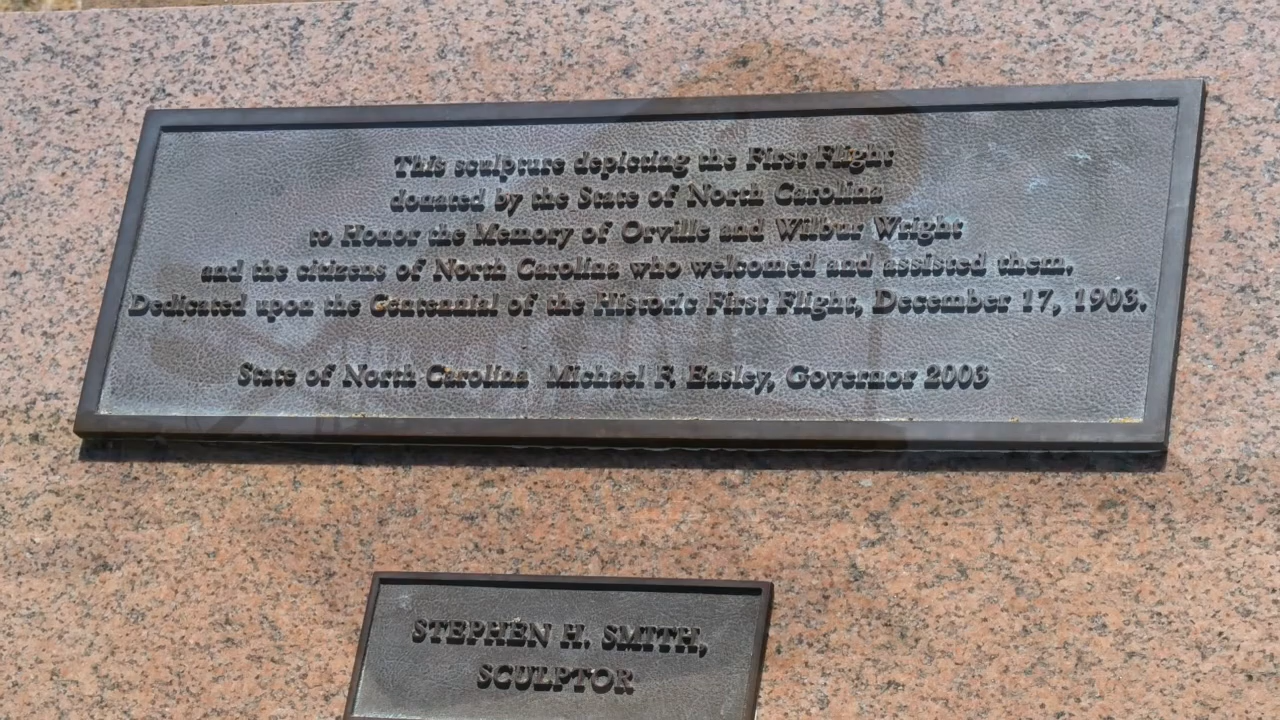 This sculpture depicting the First Flight
donated by the State of North Carolina
to Honor the Memory of Orville and Wilbur Wright
and the citizens of North Carolina who welcomed and assisted them.
Dedicated upon the Centennial of the Historic First Flight, December 17, 1903.
State of North Carolina Michael F. Easley, Governor 2003
STEPHEN H. SMITH,
SCULPTOR